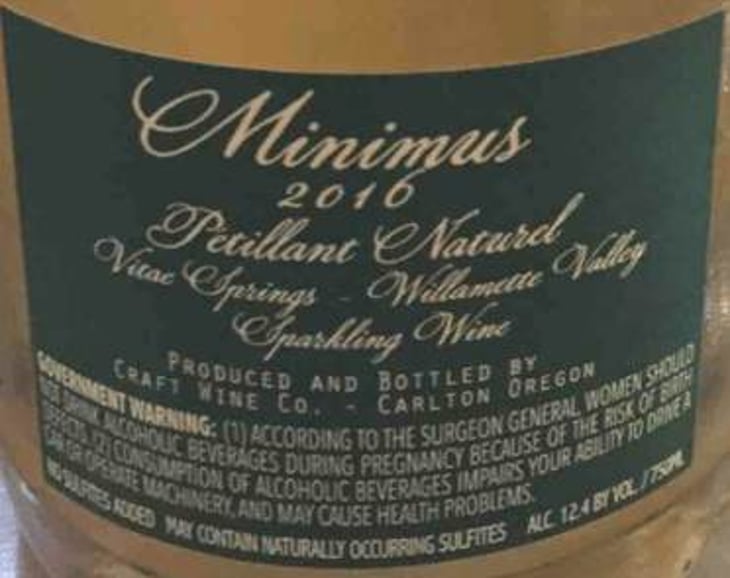 Minimus
2016
Pétillant Naturel
Vitae Springs - Willamette Valley
Sparkling Wine
PRODUCED AND BOTTLED BY
CRAFT WINE CO. - CARLTON OREGON
GOVERNMENT WARNING: (1) ACCORDING TO THE SURGEON GENERAL, WOMEN SHOULD
NOT DRINK ALCOHOLIC BEVERAGES DURING PREGNANCY BECAUSE OF THE RISK OF BIRTH
DEFECTS. (2) CONSUMPTION OF ALCOHOLIC BEVERAGES IMPAIRS YOUR ABILITY TO DRIVE A
CAR OR OPERATE MACHINERY, AND MAY CAUSE HEALTH PROBLEMS.
NO SULFITES ADDED MAY CONTAIN NATURALLY OCCURRING SULFITES ALC. 12.4 BY VOL. / 750ML